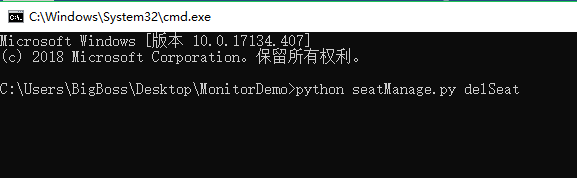 C:\Windows\System32\cmd.exe
Microsoft Windows [版本 10.0.17134.407]
(c) 2018 Microsoft Corporation。保留所有权利。
C:\Users\BigBoss\Desktop\MonitorDemo>python seatManage.py delSeat